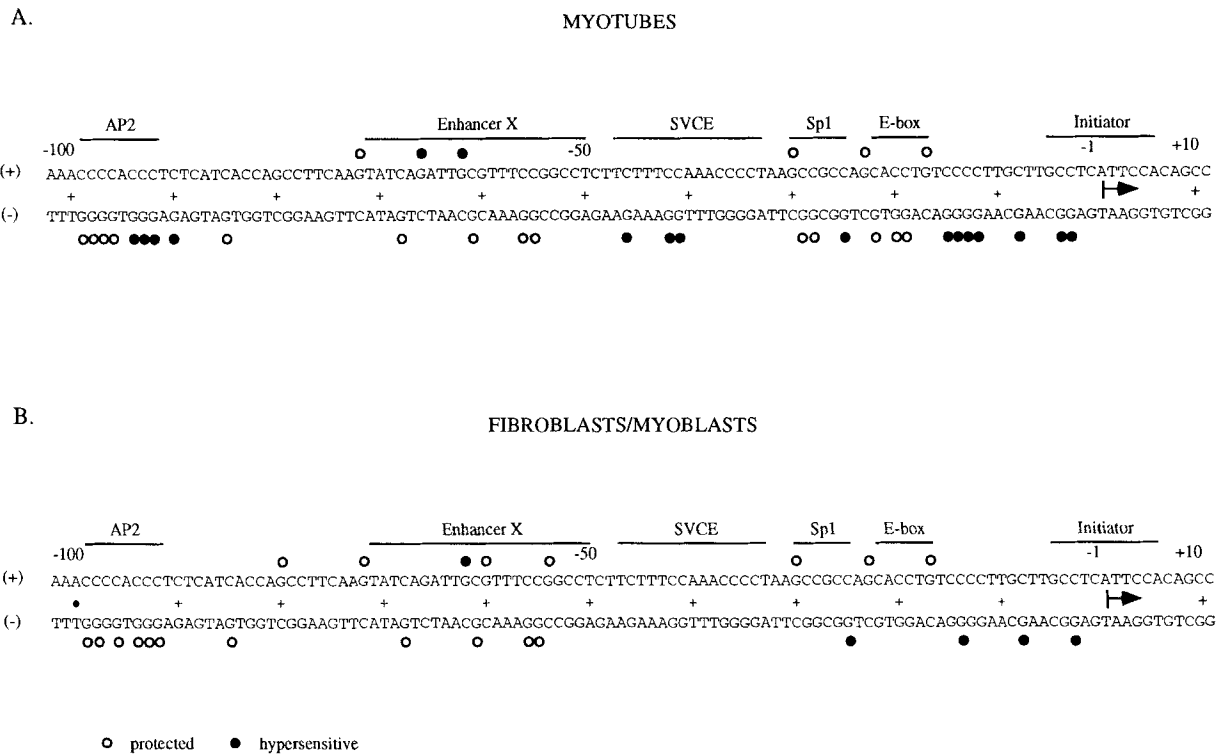 A.
MYOTUBES
AP2 Enhancer X SVCE Sp1 E-box Initiator
-100 -50 -1 +10
(+) AAACCCCACCCTCTCATCACCAGCCTTCAAGTATCAGATTGCGTTTCCGGCCTCTTCTTTCCAAACCCCTAAGCCGCCAGCACCTGTCCCCTTGCTTGCCTCATTCCACAGCC
+ + + + + + + + + + +
(-) TTTGGGGTGGGAGAGTAGTGGTCGGAAGTTCATAGTCTAACGCAAAGGCCGGAGAAGAAAGGTTTGGGGATTCGGCGGTCGTGGACAGGGGAACGAACGGAGTAAGGTGTCGG
B.
FIBROBLASTS/MYOBLASTS
AP2 Enhancer X SVCE Sp1 E-box Initiator
-100 -50 -1 +10
(+) AAACCCCACCCTCTCATCACCAGCCTTCAAGTATCAGATTGCGTTTCCGGCCTCTTCTTTCCAAACCCCTAAGCCGCCAGCACCTGTCCCCTTGCTTGCCTCATTCCACAGCC
+ + + + + + + + + +
(-) TTTGGGGTGGGAGAGTAGTGGTCGGAAGTTCATAGTCTAACGCAAAGGCCGGAGAAGAAAGGTTTGGGGATTCGGCGGTCGTGGACAGGGGAACGAACGGAGTAAGGTGTCGG
protected hypersensitive